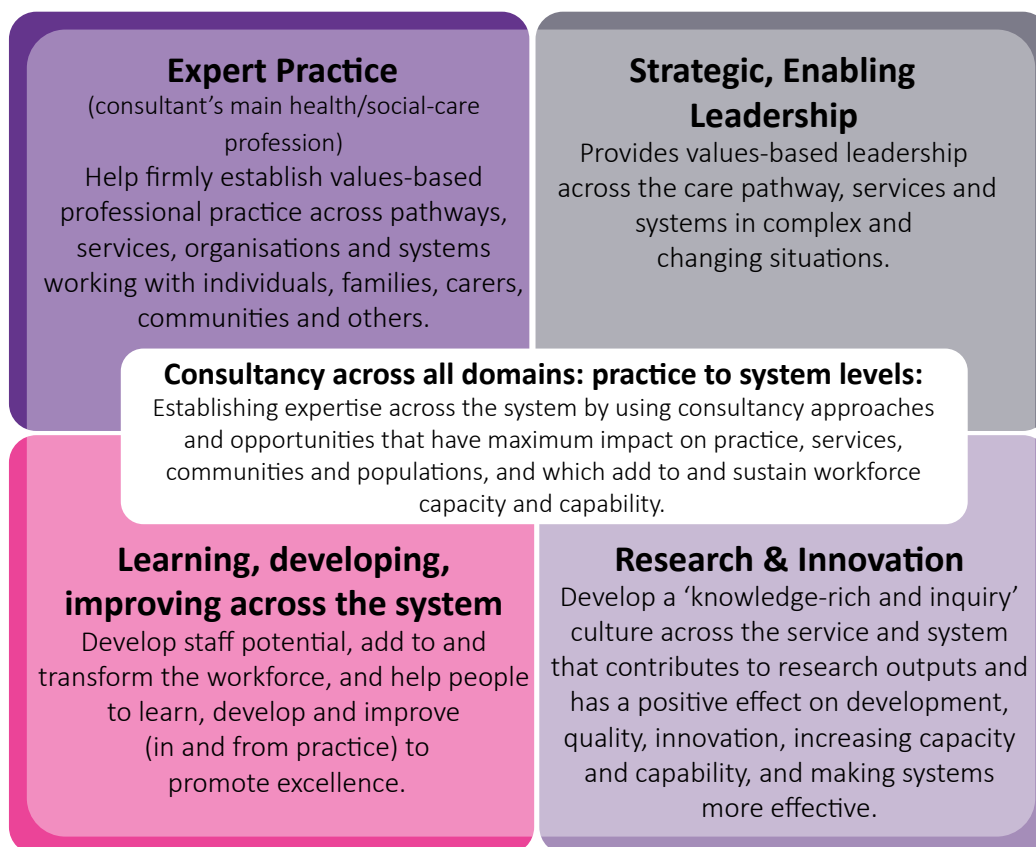 Expert Practice
(consultant’s main health/social-care
profession)
Help firmly establish values-based
professional practice across pathways,
services, organisations and systems
working with individuals, families, carers,
communities and others.
Strategic, Enabling
Leadership
Provides values-based leadership
across the care pathway, services and
systems in complex and
changing situations.
Consultancy across all domains: practice to system levels:
Establishing expertise across the system by using consultancy approaches
and opportunities that have maximum impact on practice, services,
communities and populations, and which add to and sustain workforce
capacity and capability.
Learning, developing,
improving across the system
Develop staff potential, add to and
transform the workforce, and help people
to learn, develop and improve
(in and from practice) to
promote excellence.
Research & Innovation
Develop a ‘knowledge-rich and inquiry’
culture across the service and system
that contributes to research outputs and
has a positive effect on development,
quality, innovation, increasing capacity
and capability, and making systems
more effective.